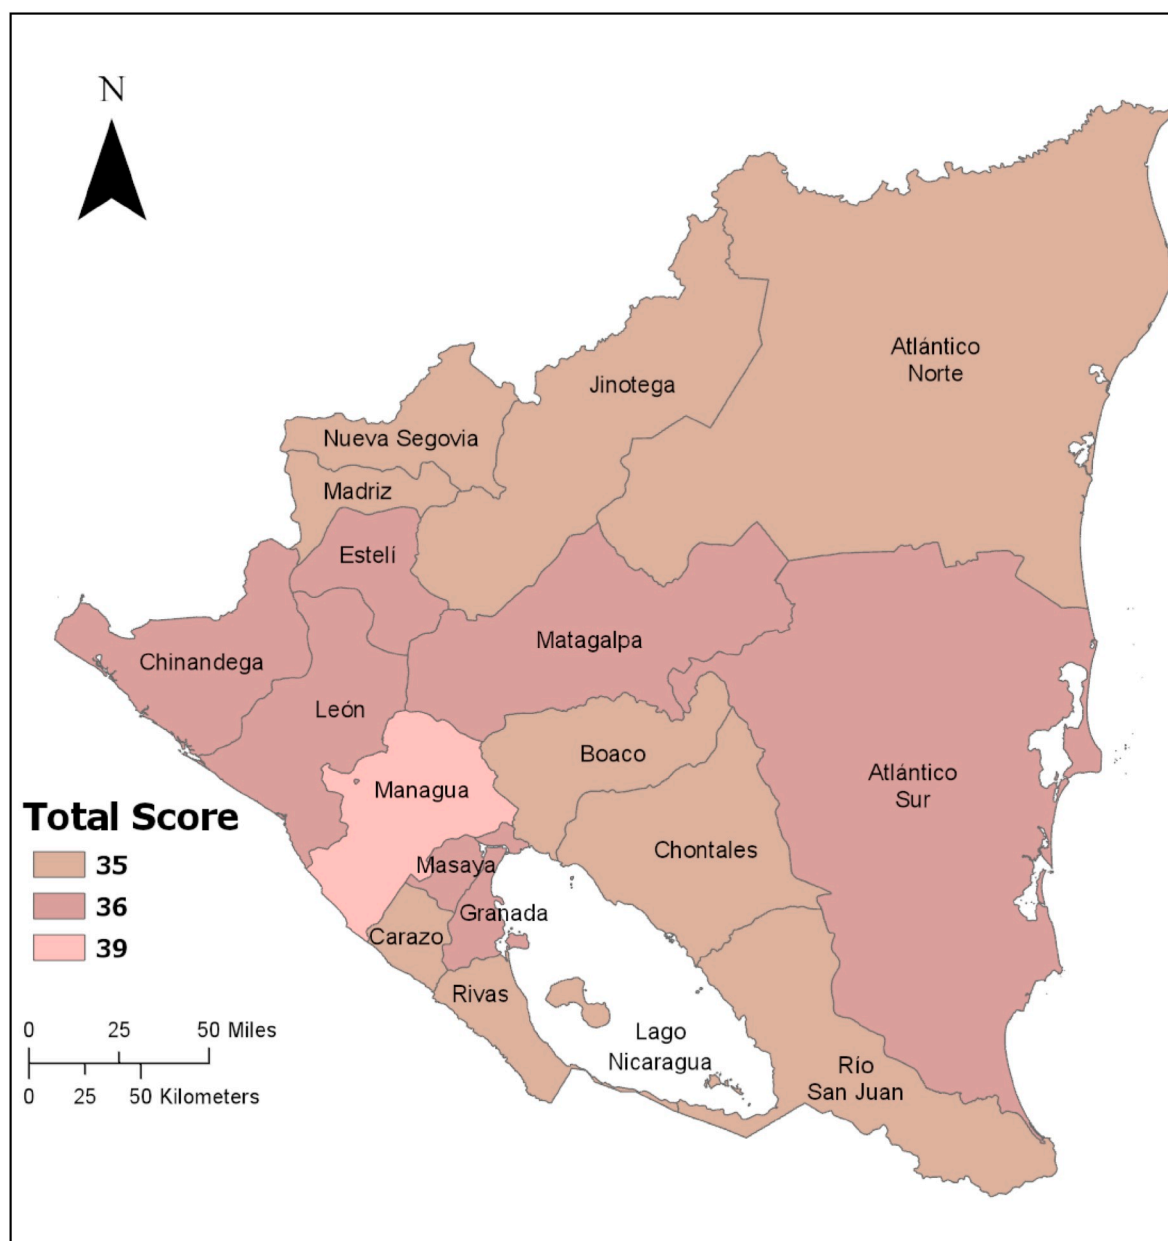 N
Atlántico
Norte
Jinotega
Nueva Segovia
Madriz
Estelí
Matagalpa
Chinandega
León
Boaco
Managua
Atlántico
Sur
Total Score
35
36
39
Chontales
Masaya
Granada
Carazo
Rivas
Lago
Nicaragua
Río
San Juan
0 25 50 Miles
0 25 50 Kilometers